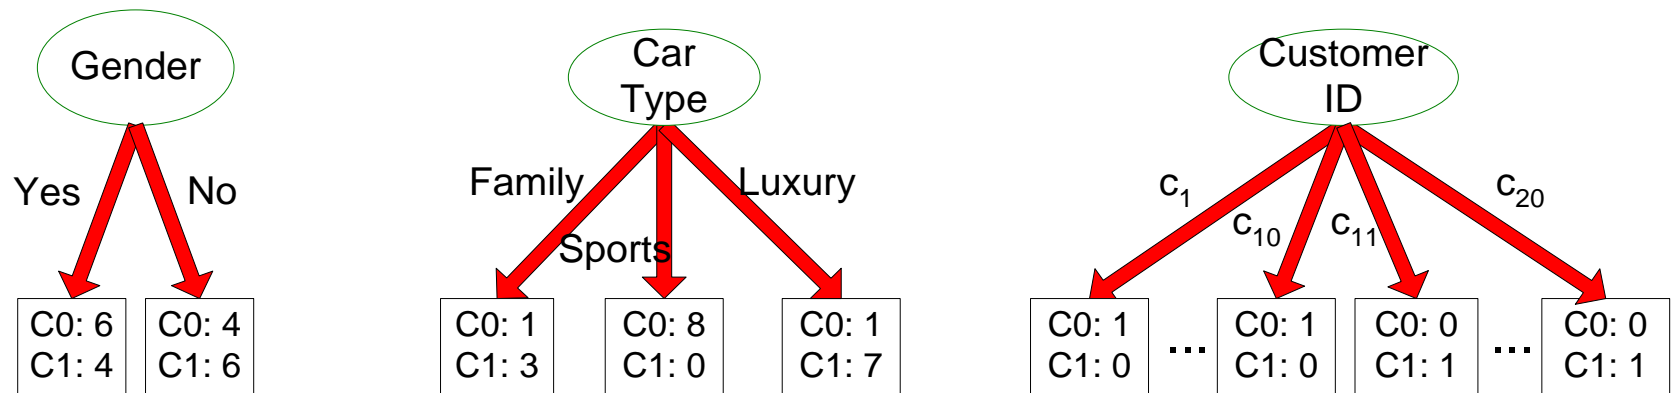 Gender
Yes
No
C0: 6
C1: 4
C0: 4
C1: 6
Car
Type
Family
Sports
Luxury
C0: 1
C1: 3
C0: 8
C1: 0
C0: 1
C1: 7
Customer
ID
c1
c10
c11
c20
C0: 1
C1: 0
...
C0: 1
C1: 0
C0: 0
C1: 1
...
C0: 0
C1: 1